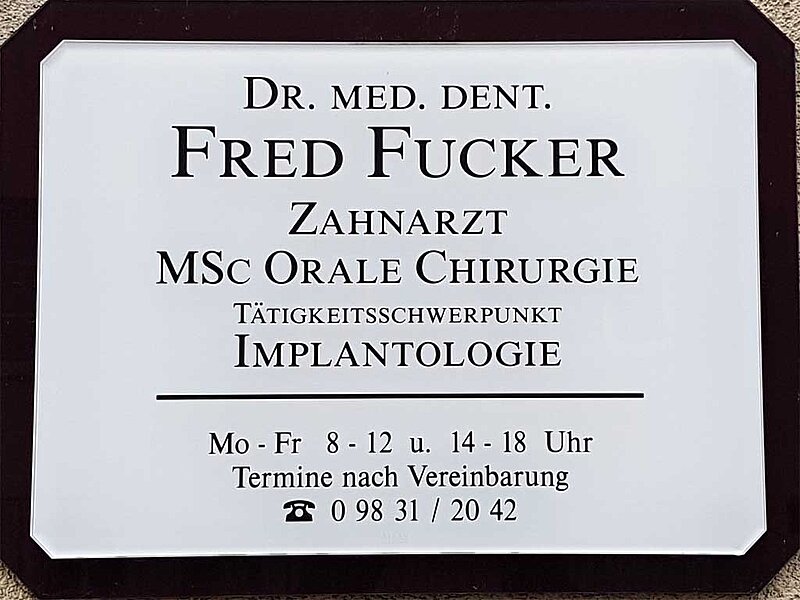 DR. MED. DENT.
FRED FUCKER
ZAHNARZT
MSC ORALE CHIRURGIE
TÄTIGKEITSSCHWERPUNKT
IMPLANTOLOGIE
Mo - Fr 8 - 12 u. 14 - 18 Uhr
Termine nach Vereinbarung
☎ 0 98 31 / 20 42